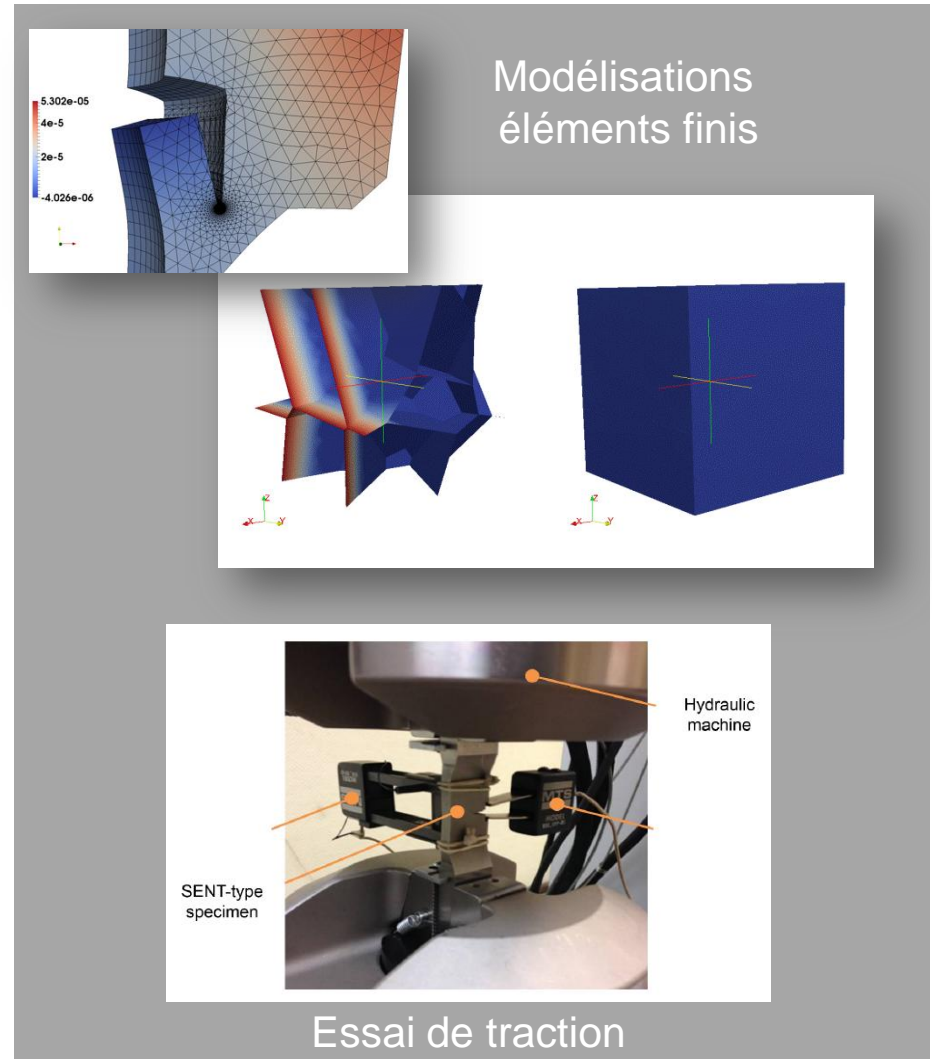 Modélisations
éléments finis
5.302e-05
4e-5
2e-5
-4.026e-06
Z
X
Y
Z
X
Y
Hydraulic
machine
MTS
MODEL
SENT-type
specimen
Essai de traction